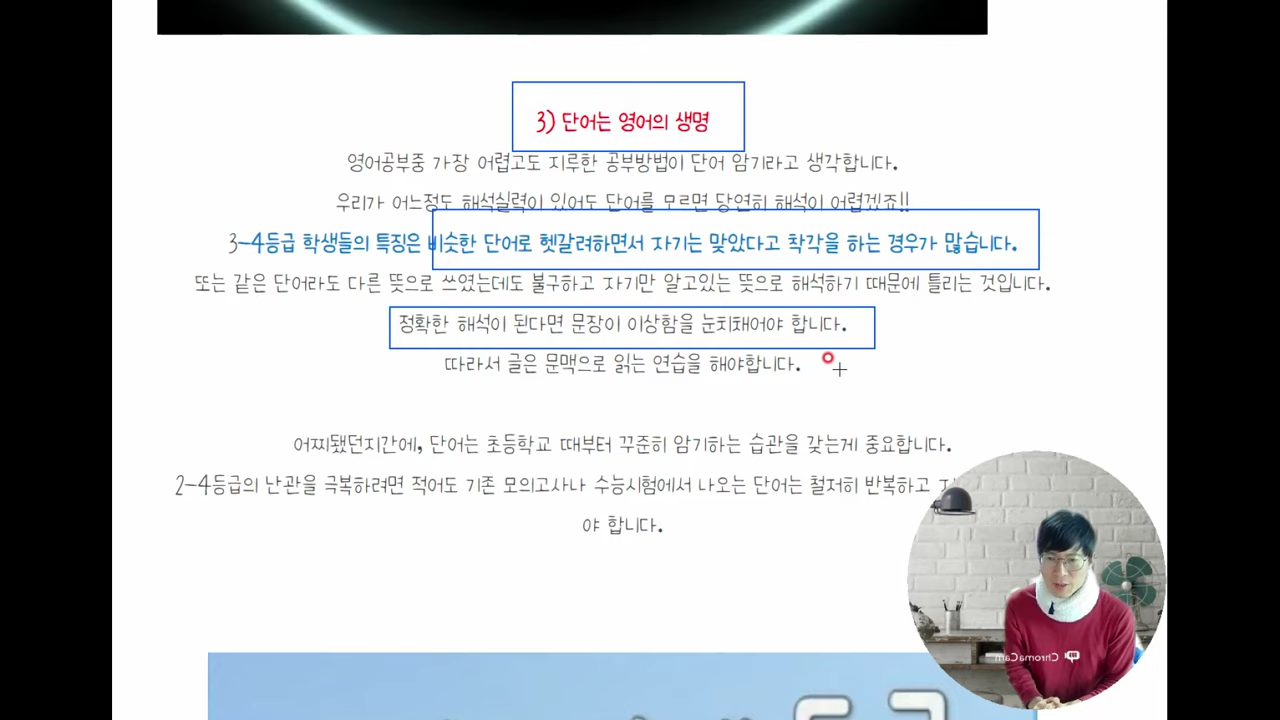 3) 단어는 영어의 생명
영어공부중 가장 어렵고도 지루한 공부방법이 단어 암기라고 생각합니다.
우리가 어느정도 해석실력이 있어도 단어를 모르면 당연히 해석이 어렵겠죠!!
3-4등급 학생들의 특징은 비슷한 단어로 헷갈려하면서 자기는 맞았다고 착각을 하는 경우가 많습니다.
또는 같은 단어라도 다른 뜻으로 쓰였는데도 불구하고 자기만 알고있는 뜻으로 해석하기 때문에 틀리는 것입니다.
정확한 해석이 된다면 문장이 이상함을 눈치채어야 합니다.
따라서 글은 문맥으로 읽는 연습을 해야합니다.
어찌됐던지간에, 단어는 초등학교 때부터 꾸준히 암기하는 습관을 갖는게 중요합니다.
2-4등급의 난관을 극복하려면 적어도 기존 모의고사나 수능시험에서 나오는 단어는 철저히 반복하고
야 합니다.
ChromaCam